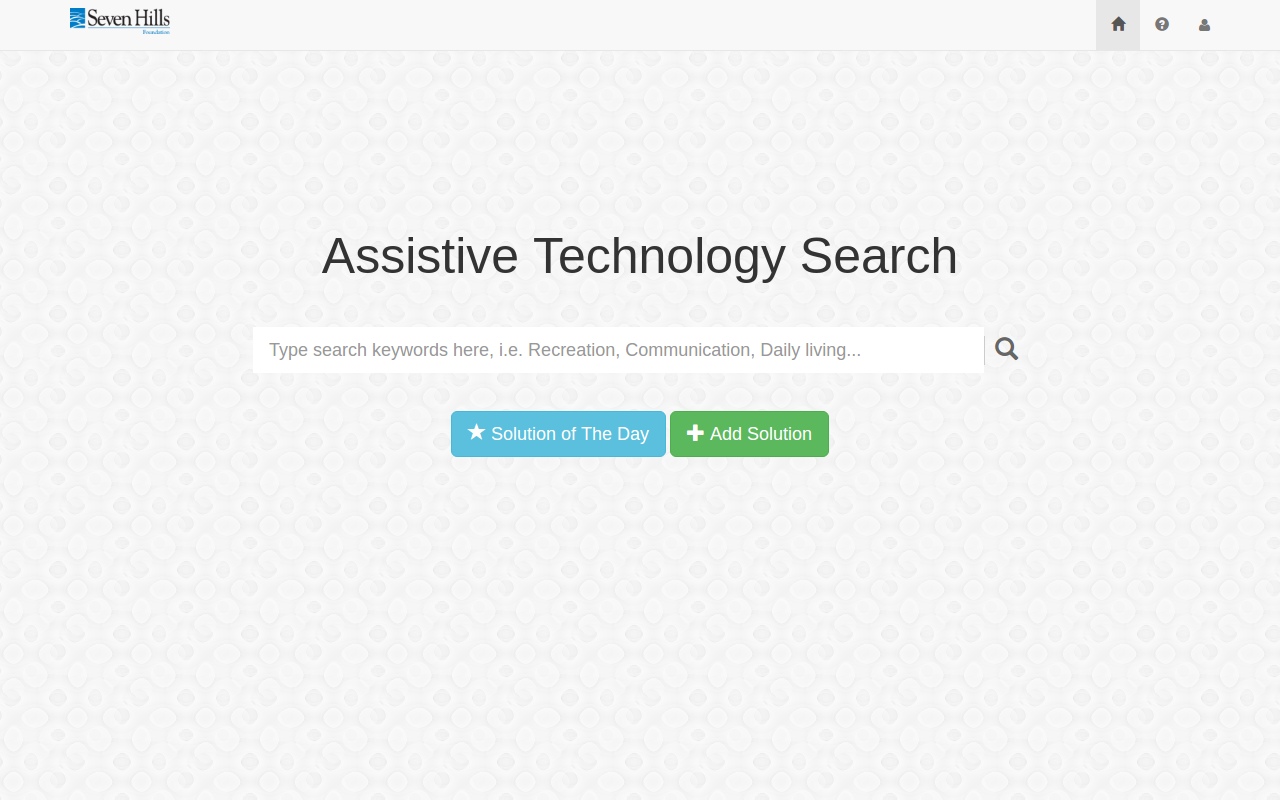 Seven Hills
Foundation
Assistive Technology Search
Type search keywords here, i.e. Recreation, Communication, Daily living...
Solution of The Day
Add Solution